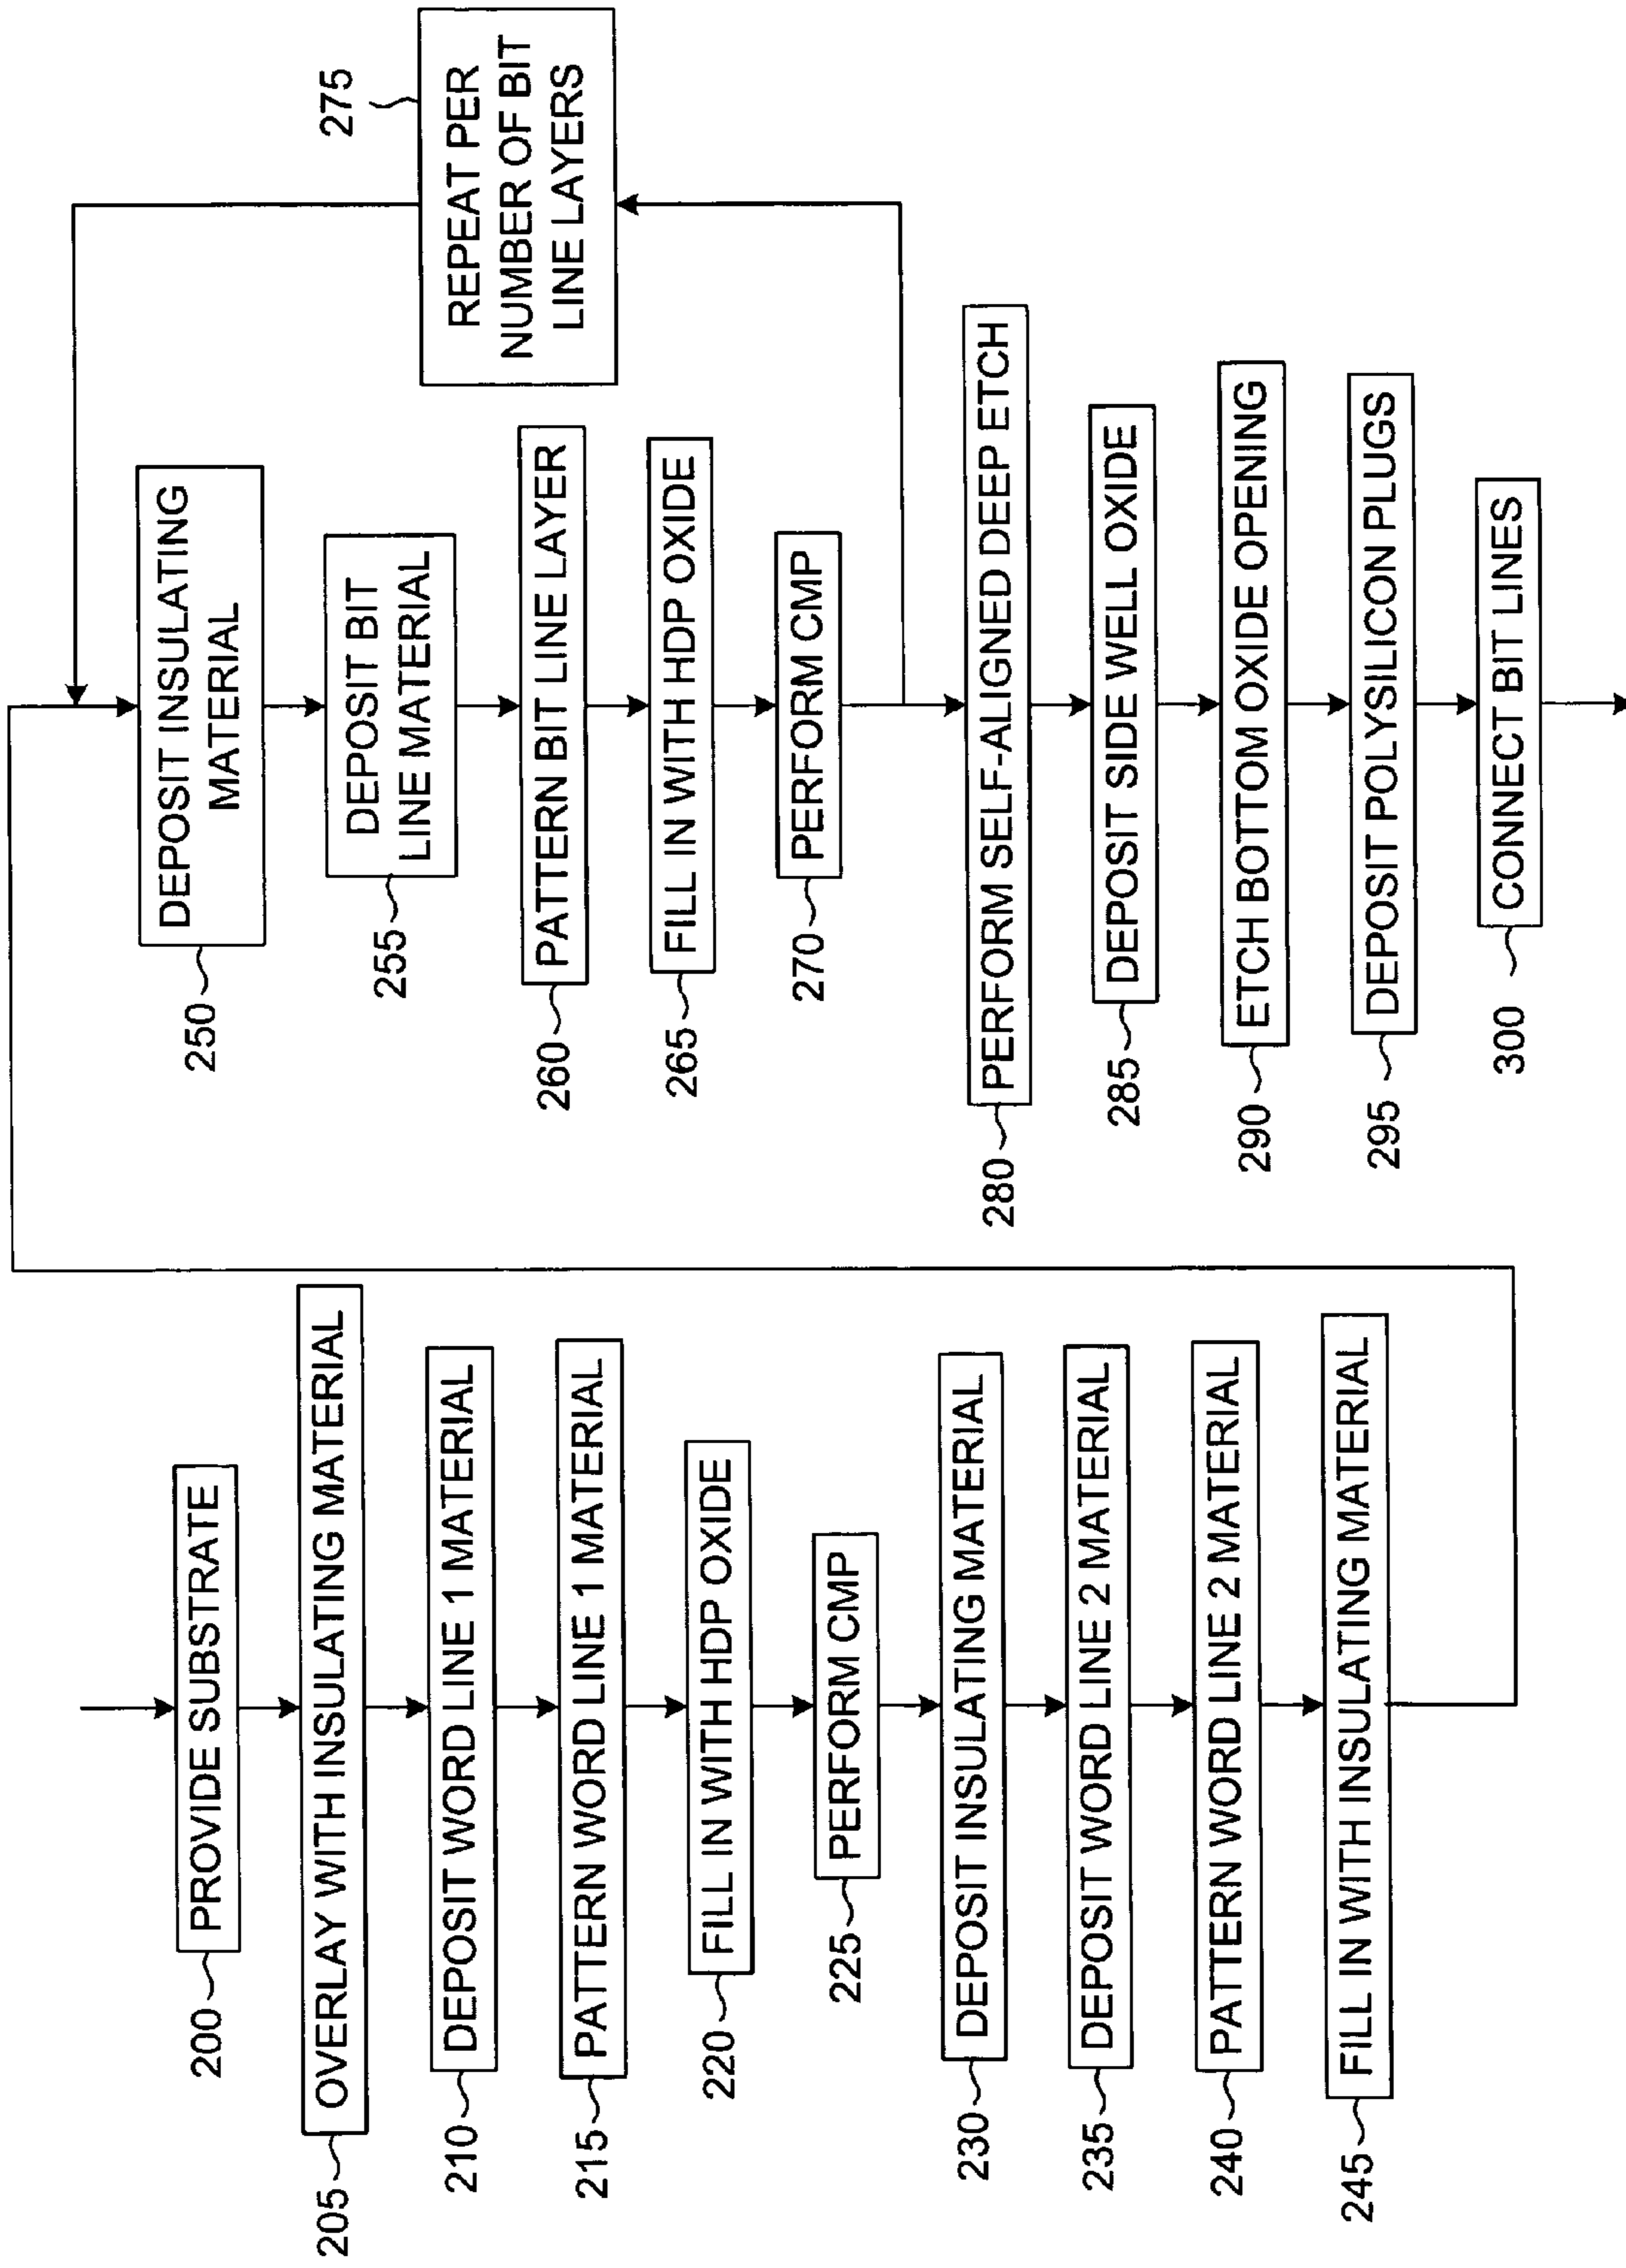 200
PROVIDE SUBSTRATE
205
OVERLAY WITH INSULATING MATERIAL
210
DEPOSIT WORD LINE 1 MATERIAL
215
PATTERN WORD LINE 1 MATERIAL
220
FILL IN WITH HDP OXIDE
225
PERFORM CMP
230
DEPOSIT INSULATING MATERIAL
235
DEPOSIT WORD LINE 2 MATERIAL
240
PATTERN WORD LINE 2 MATERIAL
245
FILL IN WITH INSULATING MATERIAL
250
DEPOSIT INSULATING
MATERIAL
255
DEPOSIT BIT
LINE MATERIAL
260
PATTERN BIT LINE LAYER
265
FILL IN WITH HDP OXIDE
270
PERFORM CMP
275
REPEAT PER
NUMBER OF BIT
LINE LAYERS
280
PERFORM SELF-ALIGNED DEEP ETCH
285
DEPOSIT SIDE WELL OXIDE
290
ETCH BOTTOM OXIDE OPENING
295
DEPOSIT POLYSILICON PLUGS
300
CONNECT BIT LINES